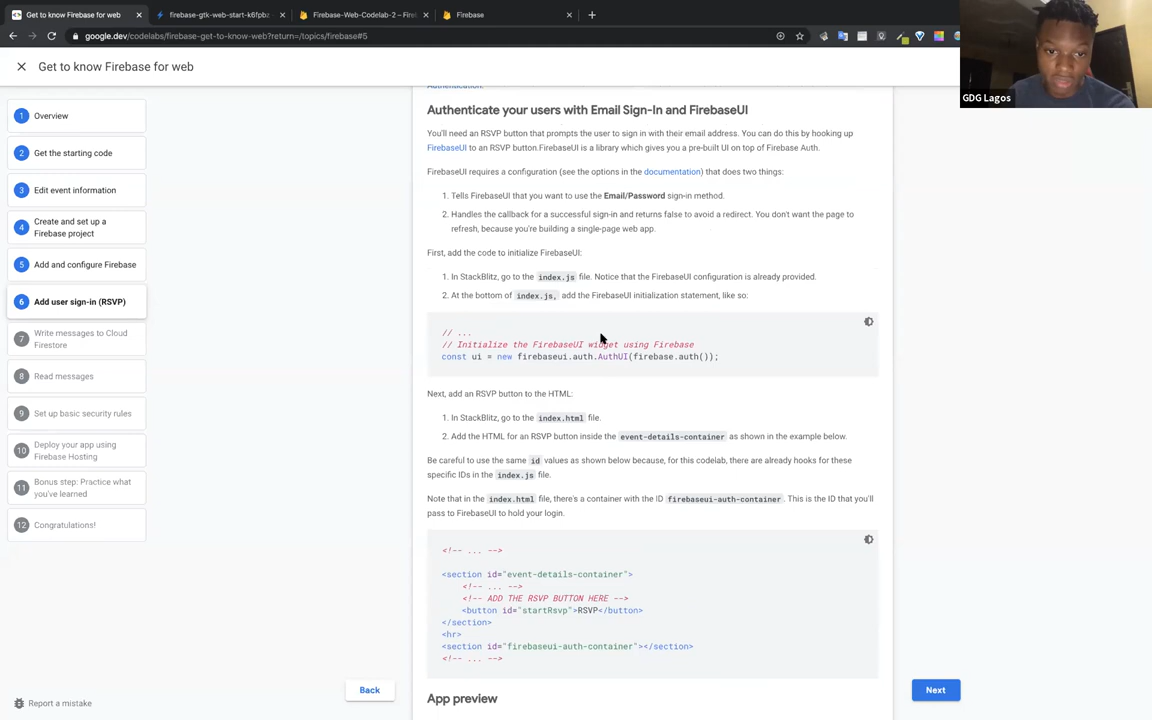 Get to know Firebase for web
firebase-gtk-web-start-k6fpbz
Firebase-Web-Codelab-2 – Fire
Firebase
google.dev/codelabs/firebase-get-to-know-web?return=/topics/firebase#5
Get to know Firebase for web
GDG Lagos
1 Overview
2 Get the starting code
3 Edit event information
4 Create and set up a
Firebase project
5 Add and configure Firebase
6 Add user sign-in (RSVP)
7 Write messages to Cloud
Firestore
8 Read messages
9 Set up basic security rules
10 Deploy your app using
Firebase Hosting
11 Bonus step: Practice what
you've learned
12 Congratulations!
Report a mistake
Authentication.
Authenticate your users with Email Sign-In and FirebaseUI
You'll need an RSVP button that prompts the user to sign in with their email address. You can do this by hooking up
FirebaseUI to an RSVP button.FirebaseUI is a library which gives you a pre-built UI on top of Firebase Auth.
FirebaseUI requires a configuration (see the options in the documentation) that does two things:
1. Tells FirebaseUI that you want to use the Email/Password sign-in method.
2. Handles the callback for a successful sign-in and returns false to avoid a redirect. You don't want the page to
refresh, because you're building a single-page web app.
First, add the code to initialize FirebaseUI:
1. In StackBlitz, go to the index.js file. Notice that the FirebaseUI configuration is already provided.
2. At the bottom of index.js, add the FirebaseUI initialization statement, like so:
// ...
// Initialize the FirebaseUI widget using Firebase
const ui = new firebaseui.auth.AuthUI(firebase.auth());
Next, add an RSVP button to the HTML:
1. In StackBlitz, go to the index.html file.
2. Add the HTML for an RSVP button inside the event-details-container as shown in the example below.
Be careful to use the same id values as shown below because, for this codelab, there are already hooks for these
specific IDs in the index.js file.
Note that in the index.html file, there's a container with the ID firebaseui-auth-container. This is the ID that you'll
pass to FirebaseUI to hold your login.
<!-- ... -->
<section id="event-details-container">
<!-- ... -->
<!-- ADD THE RSVP BUTTON HERE -->
<button id="startRsvp">RSVP</button>
</section>
<hr>
<section id="firebaseui-auth-container"></section>
<!-- ... -->
Back
Next
App preview